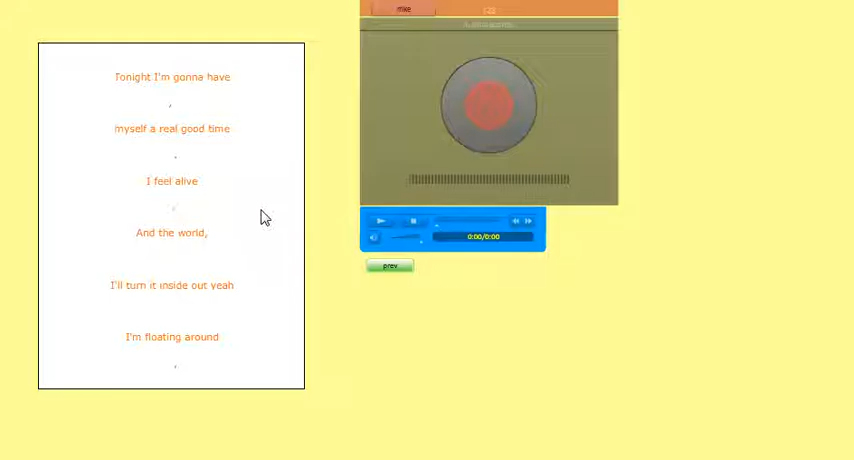 Tonight I'm gonna have
,
myself a real good time
.
I feel alive
,
And the world,
I'll turn it inside out yeah
I'm floating around
,
mike
0:00/0:00
prev